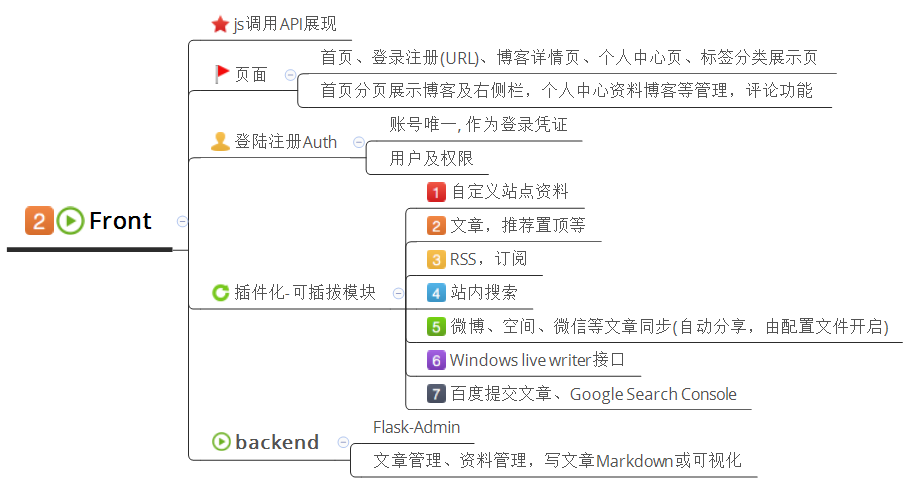 js调用API展现
首页、登录注册(URL)、博客详情页、个人中心页、标签分类展示页
页面
首页分页展示博客及右侧栏，个人中心资料博客等管理，评论功能
账号唯一, 作为登录凭证
登陆注册Auth
用户及权限
1 自定义站点资料
2 Front
2 文章，推荐置顶等
3 RSS，订阅
插件化-可插拔模块
4 站内搜索
5 微博、空间、微信等文章同步(自动分享，由配置文件开启)
6 Windows live writer接口
7 百度提交文章、Google Search Console
Flask-Admin
backend
文章管理、资料管理，写文章Markdown或可视化